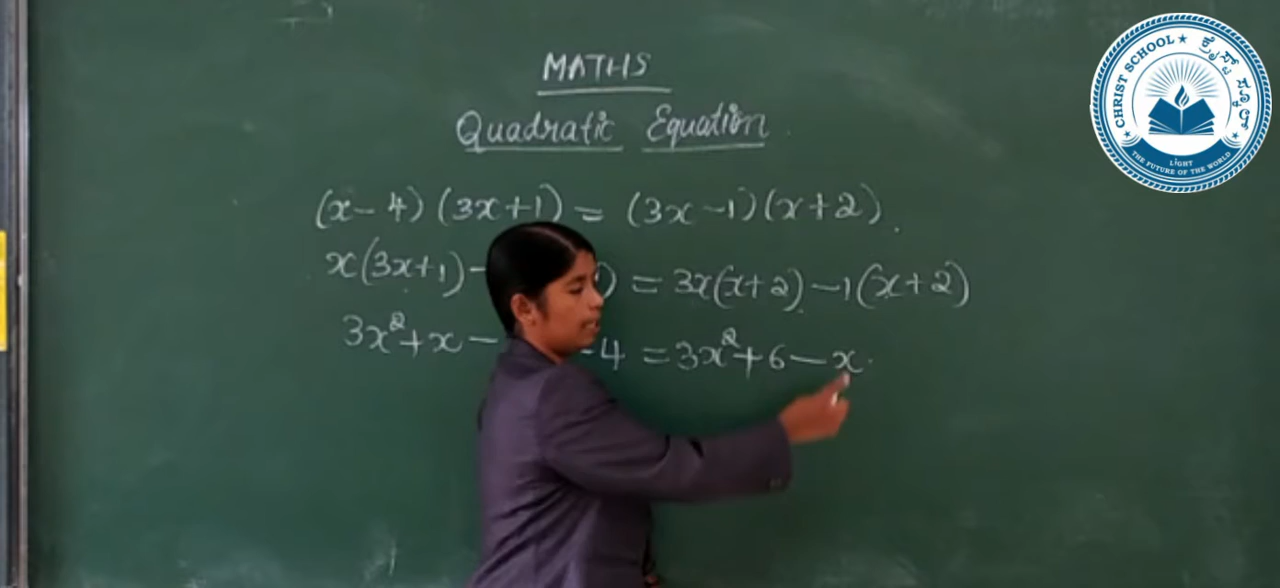 MATHS
Quadratic Equation
(x-4)(3x+1) = (3x-1)(x+2)
x(3x+1)- ) = 3x(x+2)-1(x+2)
3x²+x- -4 = 3x²+6-x
CHRIST SCHOOL ★ ಕ್ರೈಸ್ಟ್ ಸ್ಕೂಲ್ ★
LIGHT
THE FUTURE OF THE WORLD